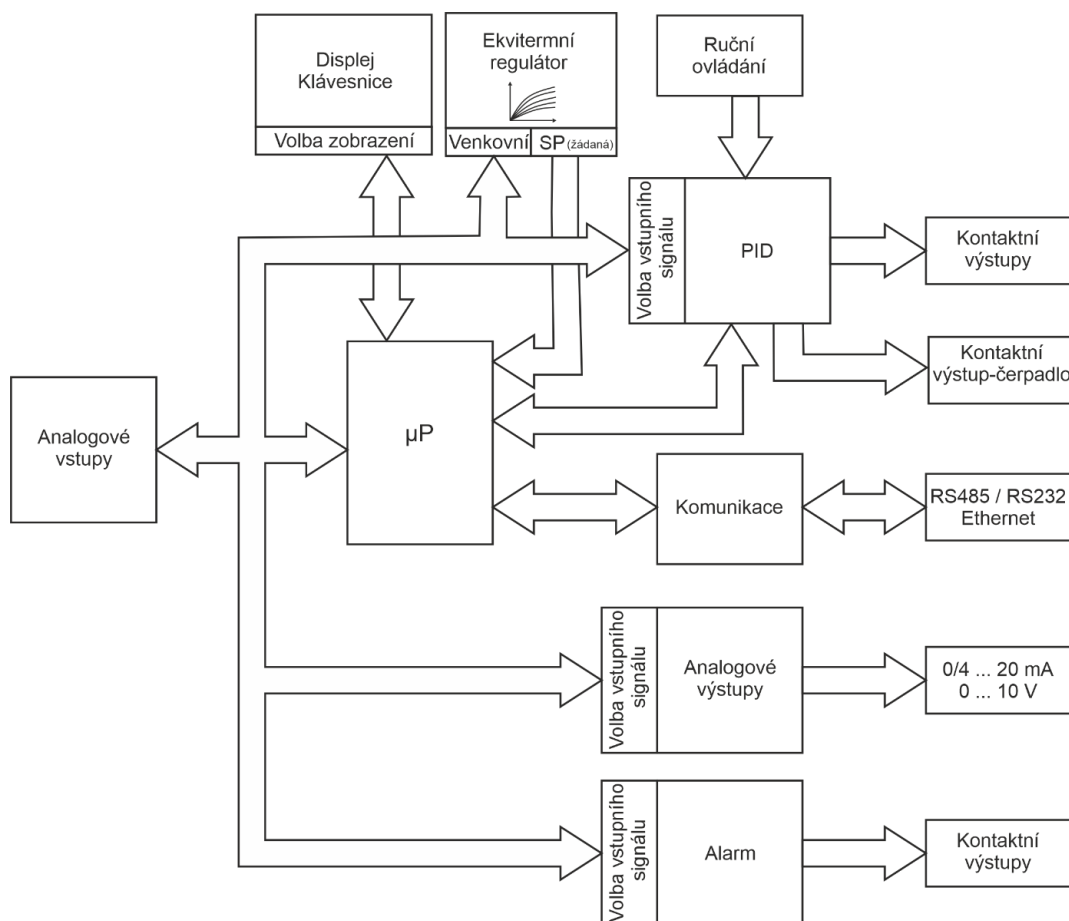 Displej
Klávesnice
Volba zobrazení
Ekvitermní
regulátor
Venkovní
SP (žádaná)
Ruční
ovládání
Volba vstupního
signálu
PID
Kontaktní
výstupy
Kontaktní
výstup-čerpadlo
Analogové
vstupy
µP
Komunikace
RS485 / RS232
Ethernet
Volba vstupního
signálu
Analogové
výstupy
0/4 ... 20 mA
0 ... 10 V
Volba vstupního
signálu
Alarm
Kontaktní
výstupy